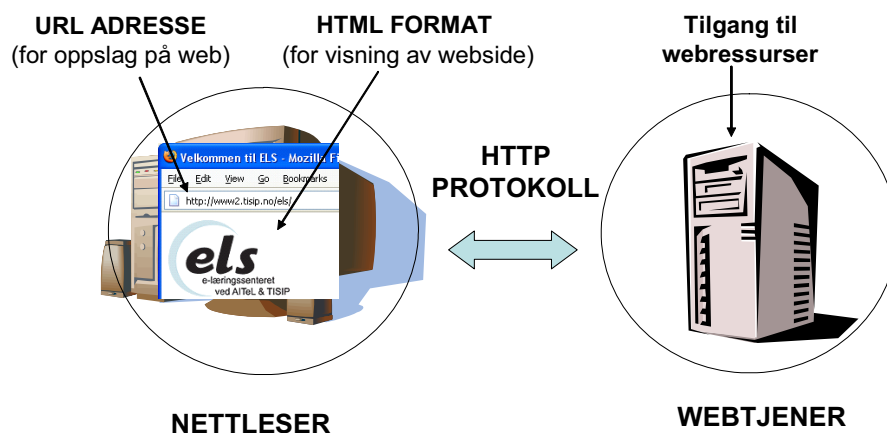 URL ADRESSE
(for oppslag på web)
HTML FORMAT
(for visning av webside)
Tilgang til
webressurser
Velkommen til ELS - Mozilla Fi
File Edit View Go Bookmarks
http://www2.tisip.no/els/
els
e-læringssenteret
ved AITeL & TISIP
HTTP
PROTOKOLL
NETTLESER
WEBTJENER